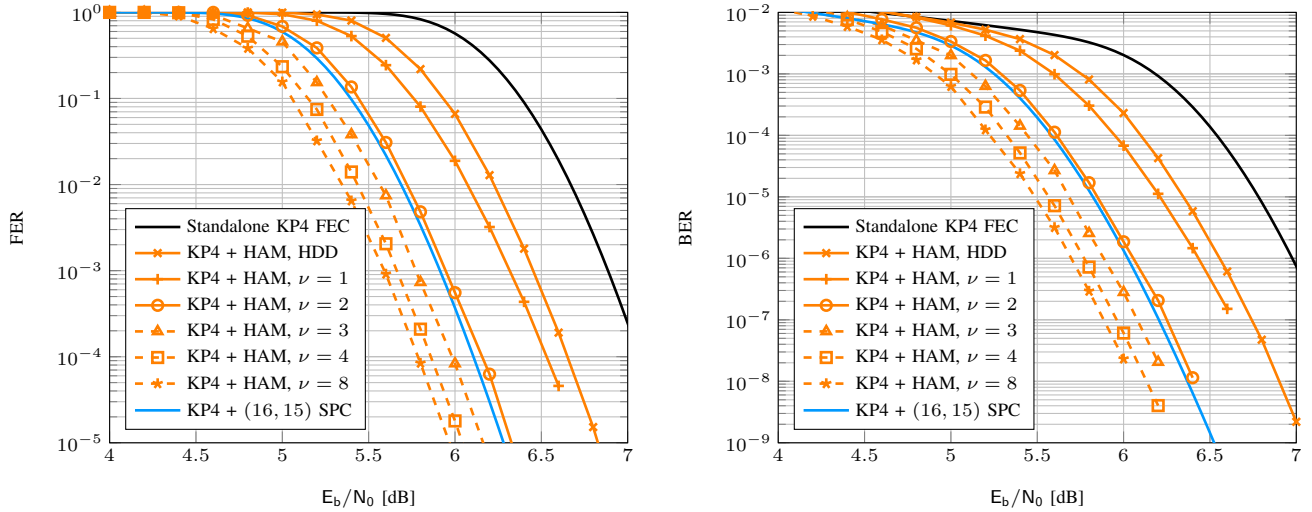 10^0
10^-1
10^-2
10^-3
10^-4
10^-5
FER
Standalone KP4 FEC
KP4 + HAM, HDD
KP4 + HAM, ν = 1
KP4 + HAM, ν = 2
KP4 + HAM, ν = 3
KP4 + HAM, ν = 4
KP4 + HAM, ν = 8
KP4 + (16, 15) SPC
4 4.5 5 5.5 6 6.5 7
E_b/N_0 [dB]
10^-2
10^-3
10^-4
10^-5
10^-6
10^-7
10^-8
10^-9
BER
Standalone KP4 FEC
KP4 + HAM, HDD
KP4 + HAM, ν = 1
KP4 + HAM, ν = 2
KP4 + HAM, ν = 3
KP4 + HAM, ν = 4
KP4 + HAM, ν = 8
KP4 + (16, 15) SPC
4 4.5 5 5.5 6 6.5 7
E_b/N_0 [dB]